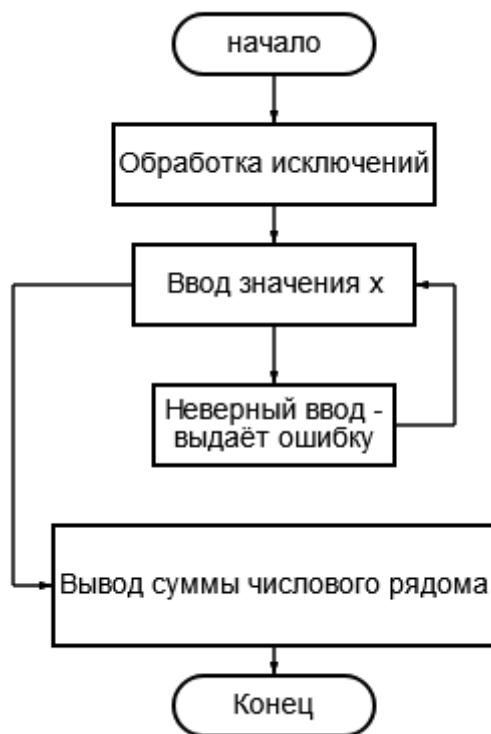 начало
Обработка исключений
Ввод значения х
Неверный ввод -
выдаёт ошибку
Вывод суммы числового рядома
Конец